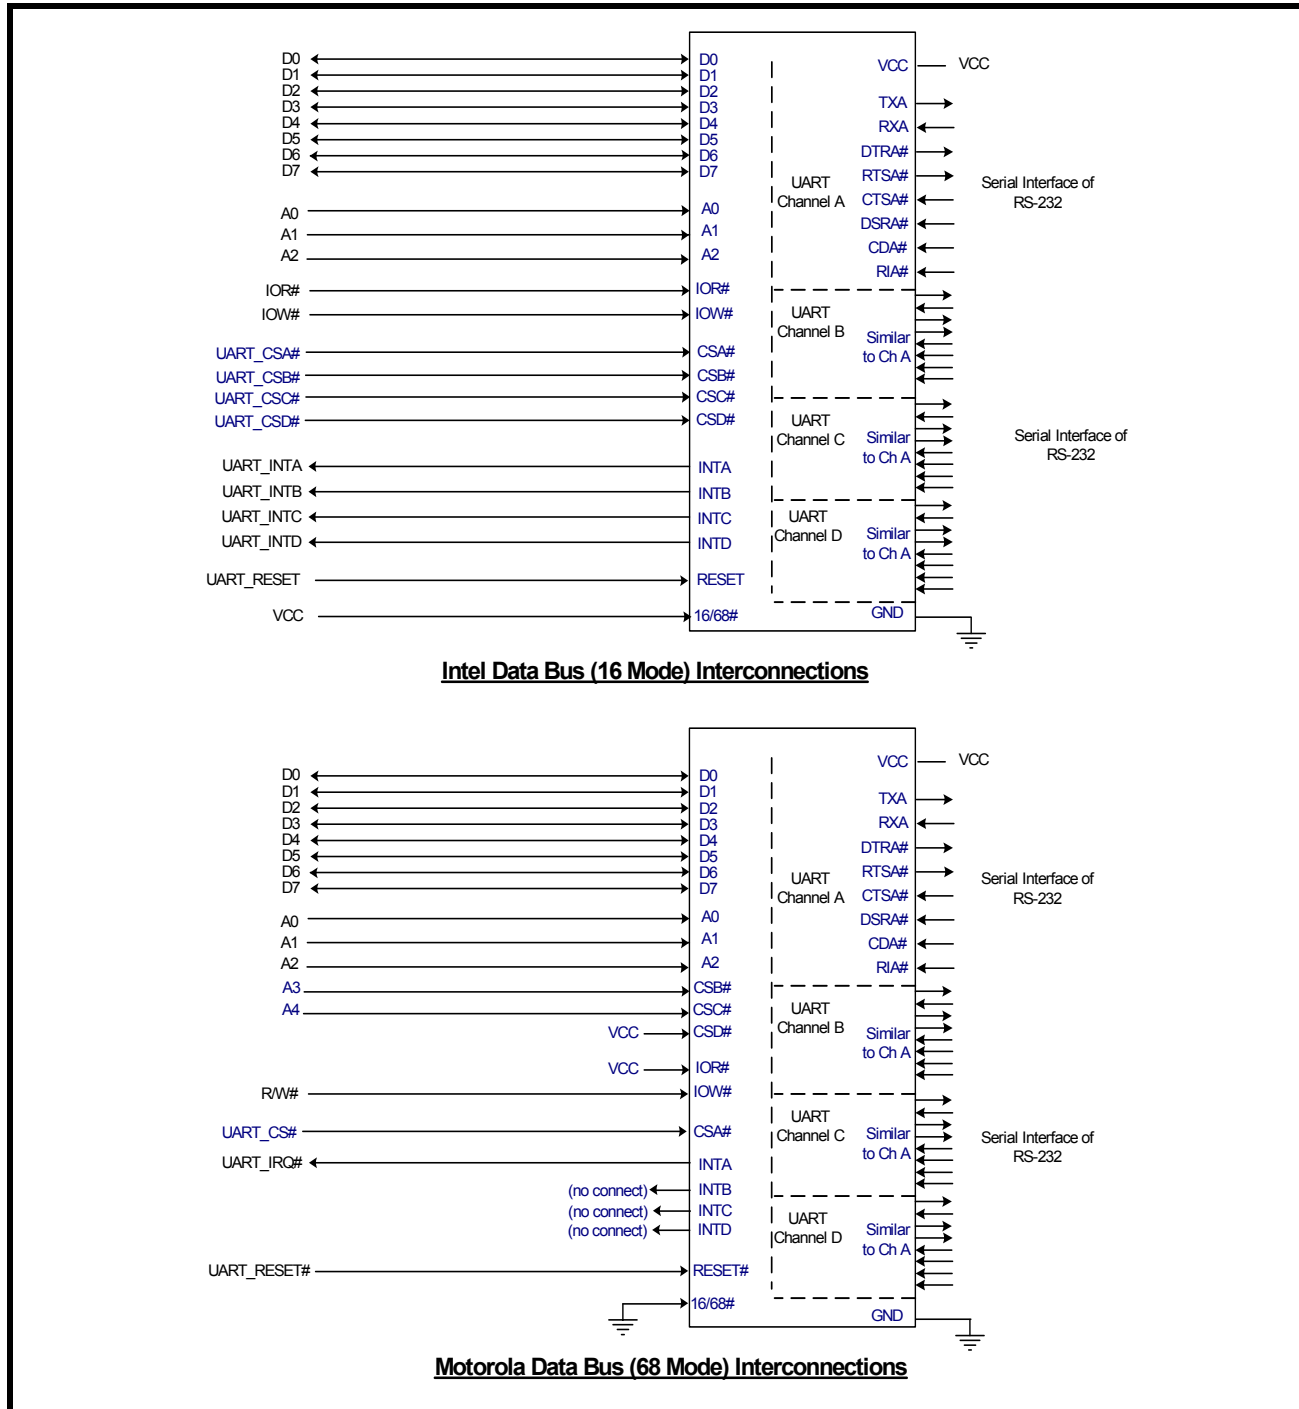 D0 D0 VCC VCC
D1 D1
D2 D2
D3 D3 TXA
D4 D4 RXA
D5 D5
D6 D6 DTRA#
D7 D7 RTSA#
UART
Channel A
CTSA#
Serial Interface of
RS-232
A0 A0 DSRA#
A1 A1 CDA#
A2 A2 RIA#
IOR# IOR#
IOW# IOW#
UART
Channel B
Similar
to Ch A
UART_CSA# CSA#
UART_CSB# CSB#
UART_CSC# CSC#
UART_CSD# CSD#
UART
Channel C
Similar
to Ch A
Serial Interface of
RS-232
UART_INTA INTA
UART_INTB INTB
UART_INTC INTC
UART_INTD INTD
UART
Channel D
Similar
to Ch A
UART_RESET RESET
VCC 16/68# GND
Intel Data Bus (16 Mode) Interconnections
D0 D0 VCC VCC
D1 D1
D2 D2
D3 D3 TXA
D4 D4 RXA
D5 D5
D6 D6 DTRA#
D7 D7 RTSA#
UART
Channel A
CTSA#
Serial Interface of
RS-232
A0 A0 DSRA#
A1 A1 CDA#
A2 A2 RIA#
A3 CSB#
A4 CSC#
VCC CSD#
UART
Channel B
Similar
to Ch A
VCC IOR#
R/W# IOW#
UART_CS# CSA#
UART
Channel C
Similar
to Ch A
Serial Interface of
RS-232
UART_IRQ# INTA
(no connect) INTB
(no connect) INTC
(no connect) INTD
UART
Channel D
Similar
to Ch A
UART_RESET# RESET#
16/68# GND
Motorola Data Bus (68 Mode) Interconnections